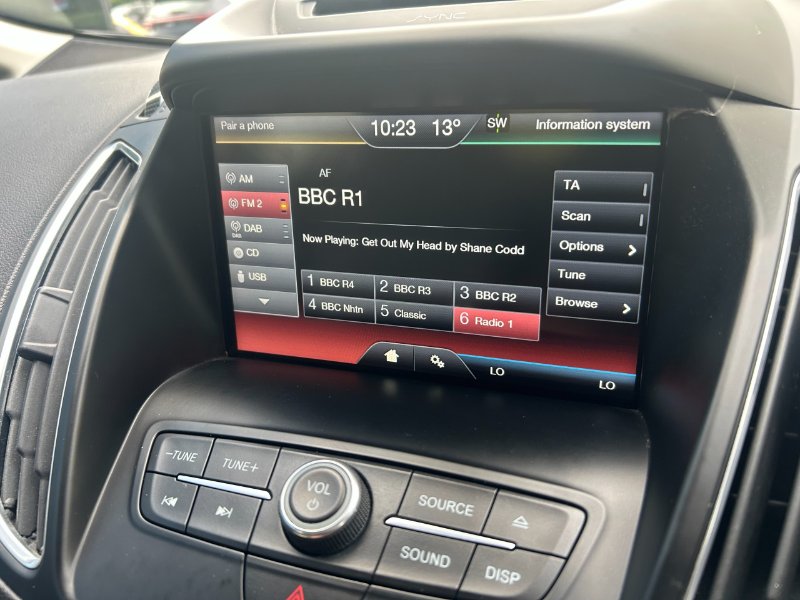 SYNC
Pair a phone
10:23 13°
SW
Information system
AM
FM 2
DAB
CD
USB
AF
BBC R1
Now Playing: Get Out My Head by Shane Codd
1 BBC R4
2 BBC R3
3 BBC R2
4 BBC Nhtn
5 Classic
6 Radio 1
TA
Scan
Options
Tune
Browse
LO
LO
-TUNE
TUNE+
VOL
SOURCE
SOUND
DISP